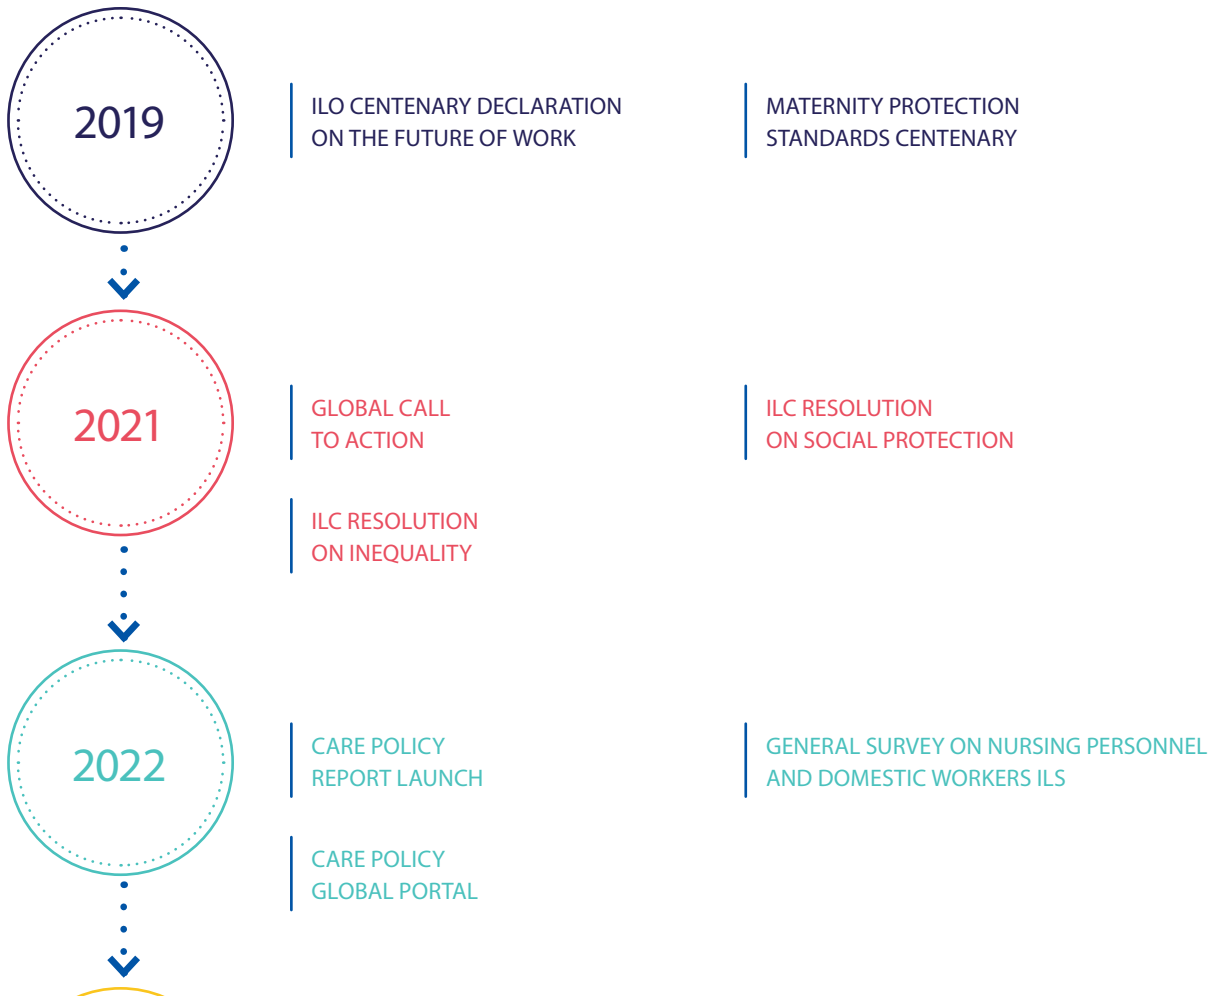 2019
ILO CENTENARY DECLARATION
ON THE FUTURE OF WORK
MATERNITY PROTECTION
STANDARDS CENTENARY
2021
GLOBAL CALL
TO ACTION
ILC RESOLUTION
ON SOCIAL PROTECTION
ILC RESOLUTION
ON INEQUALITY
2022
CARE POLICY
REPORT LAUNCH
GENERAL SURVEY ON NURSING PERSONNEL
AND DOMESTIC WORKERS ILS
CARE POLICY
GLOBAL PORTAL